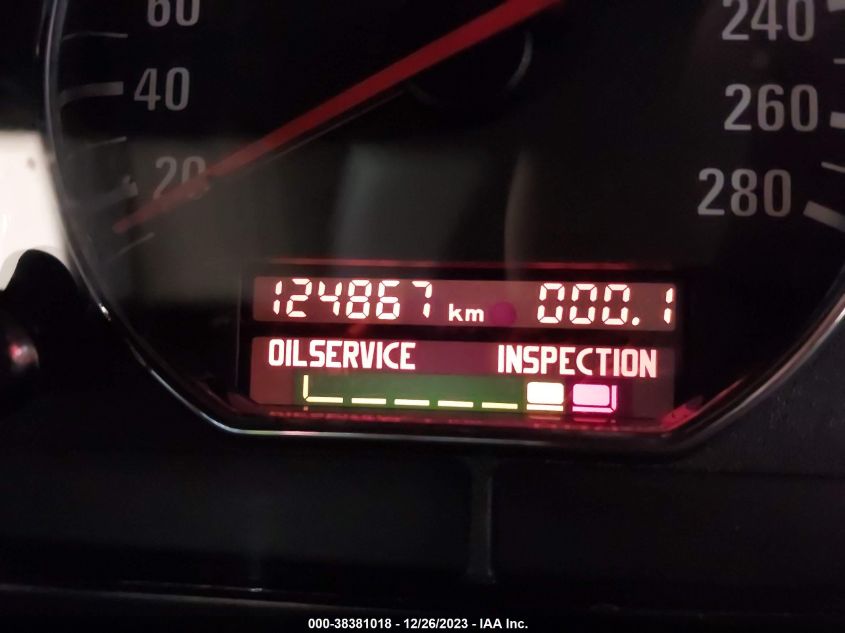 60
240
40
260
20
280
124867 km 000.1
OILSERVICE INSPECTION
000-38381018 - 12/26/2023 - IAA Inc.